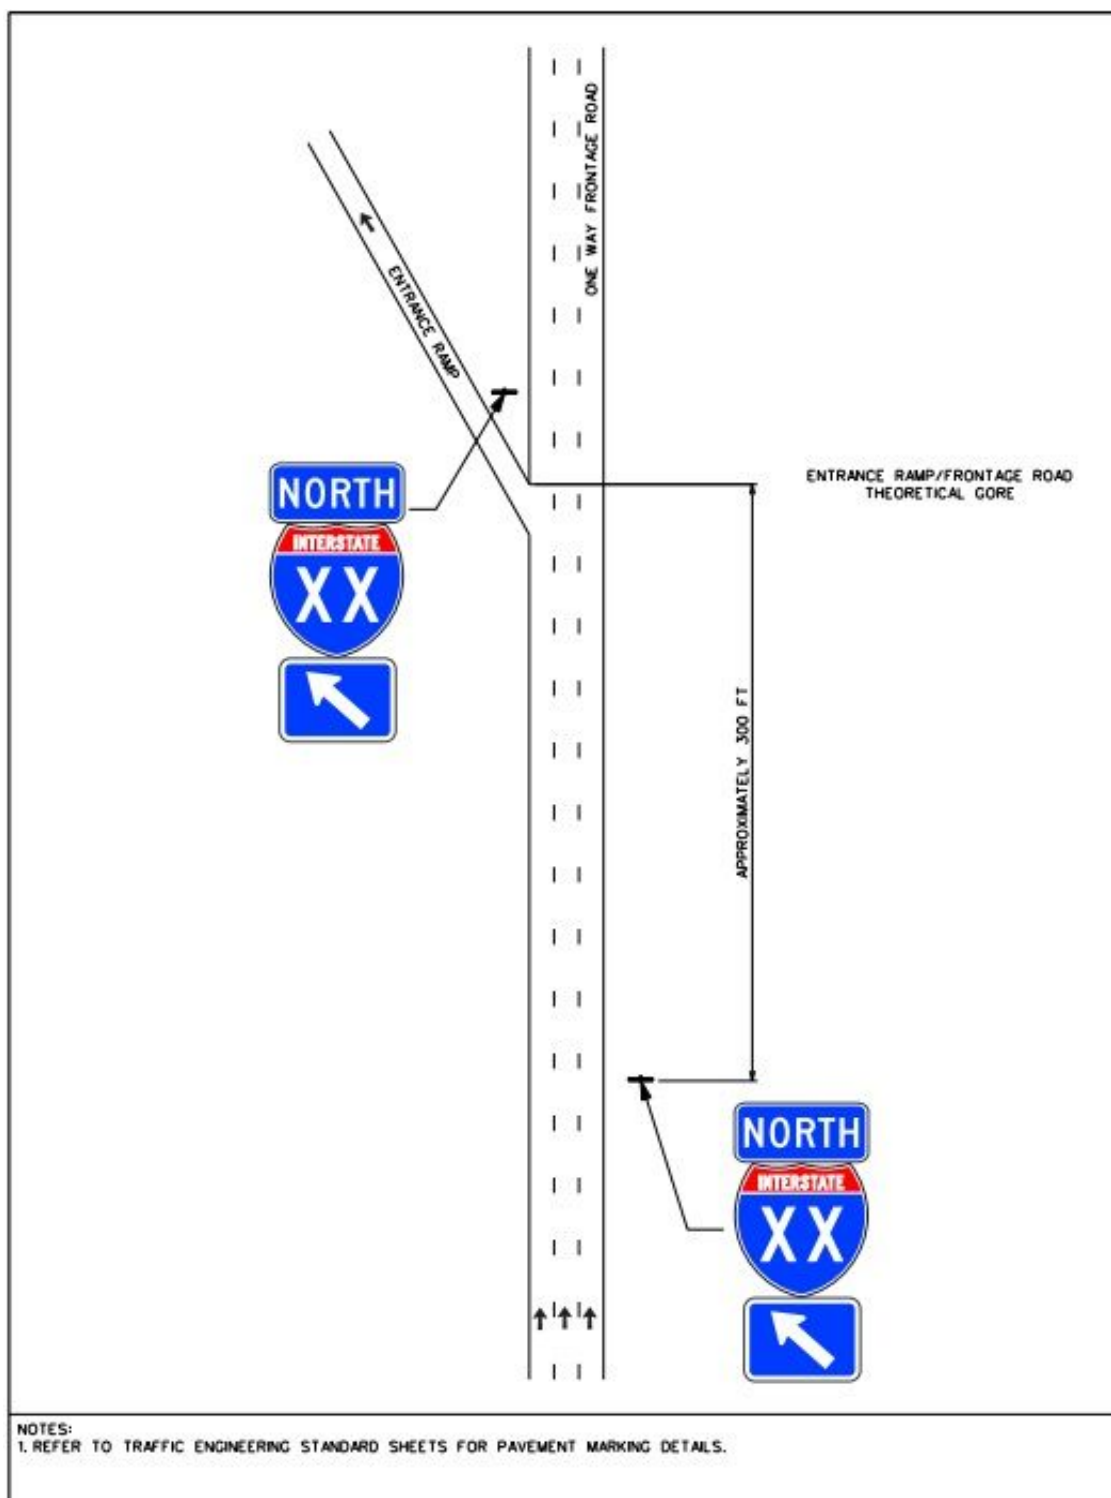 ONE WAY FRONTAGE ROAD
ENTRANCE RAMP
ENTRANCE RAMP/FRONTAGE ROAD
THEORETICAL GORE
NORTH
INTERSTATE
XX
APPROXIMATELY 300 FT
NORTH
INTERSTATE
XX
NOTES:
1. REFER TO TRAFFIC ENGINEERING STANDARD SHEETS FOR PAVEMENT MARKING DETAILS.